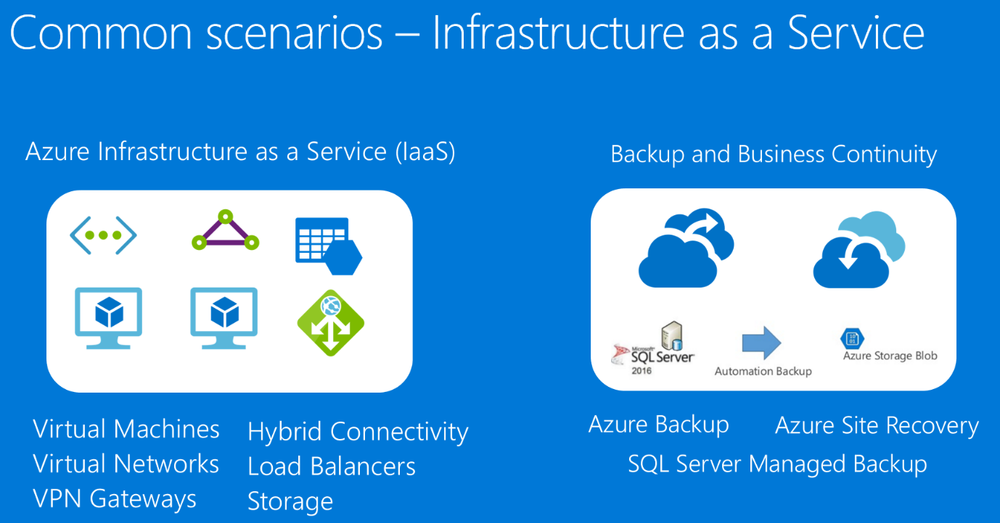 Common scenarios – Infrastructure as a Service
Azure Infrastructure as a Service (IaaS)
Virtual Machines
Virtual Networks
VPN Gateways
Hybrid Connectivity
Load Balancers
Storage
Backup and Business Continuity
Microsoft®
SQL Server
2016
Automation Backup
10
01
Azure Storage Blob
Azure Backup
Azure Site Recovery
SQL Server Managed Backup